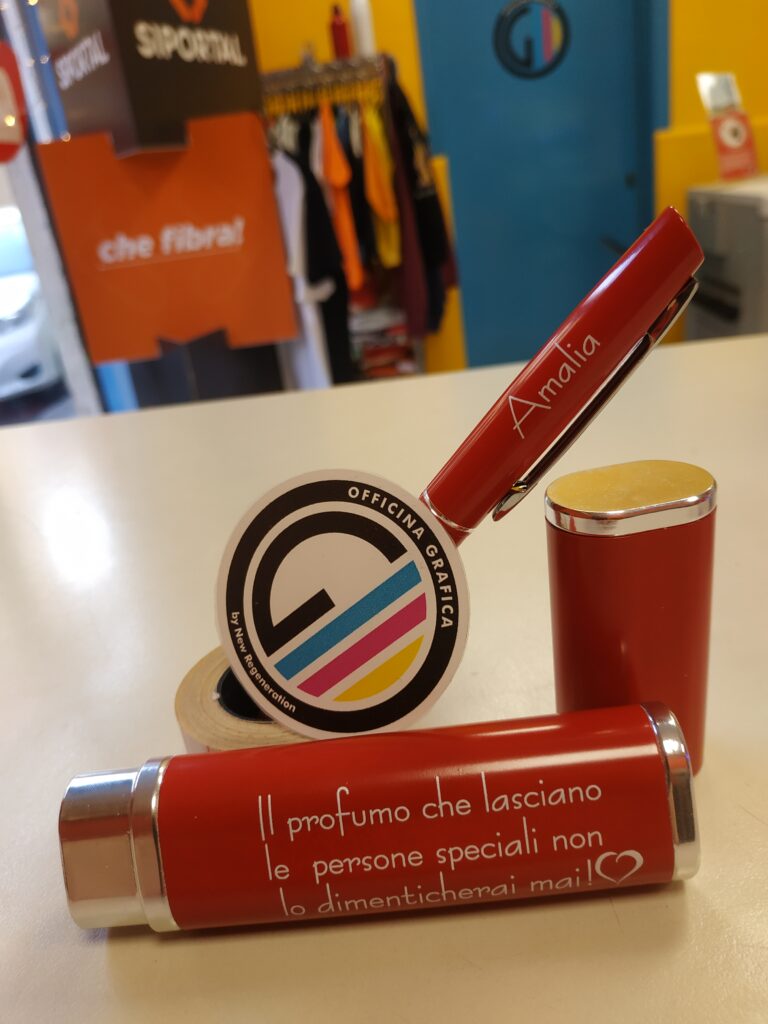 SIPORTAL
SIPORTAL
che fibra!
Amalia
OFFICINA GRAFICA
by New Regeneration
Il profumo che lasciano
le persone speciali non
lo dimenticherai mai!